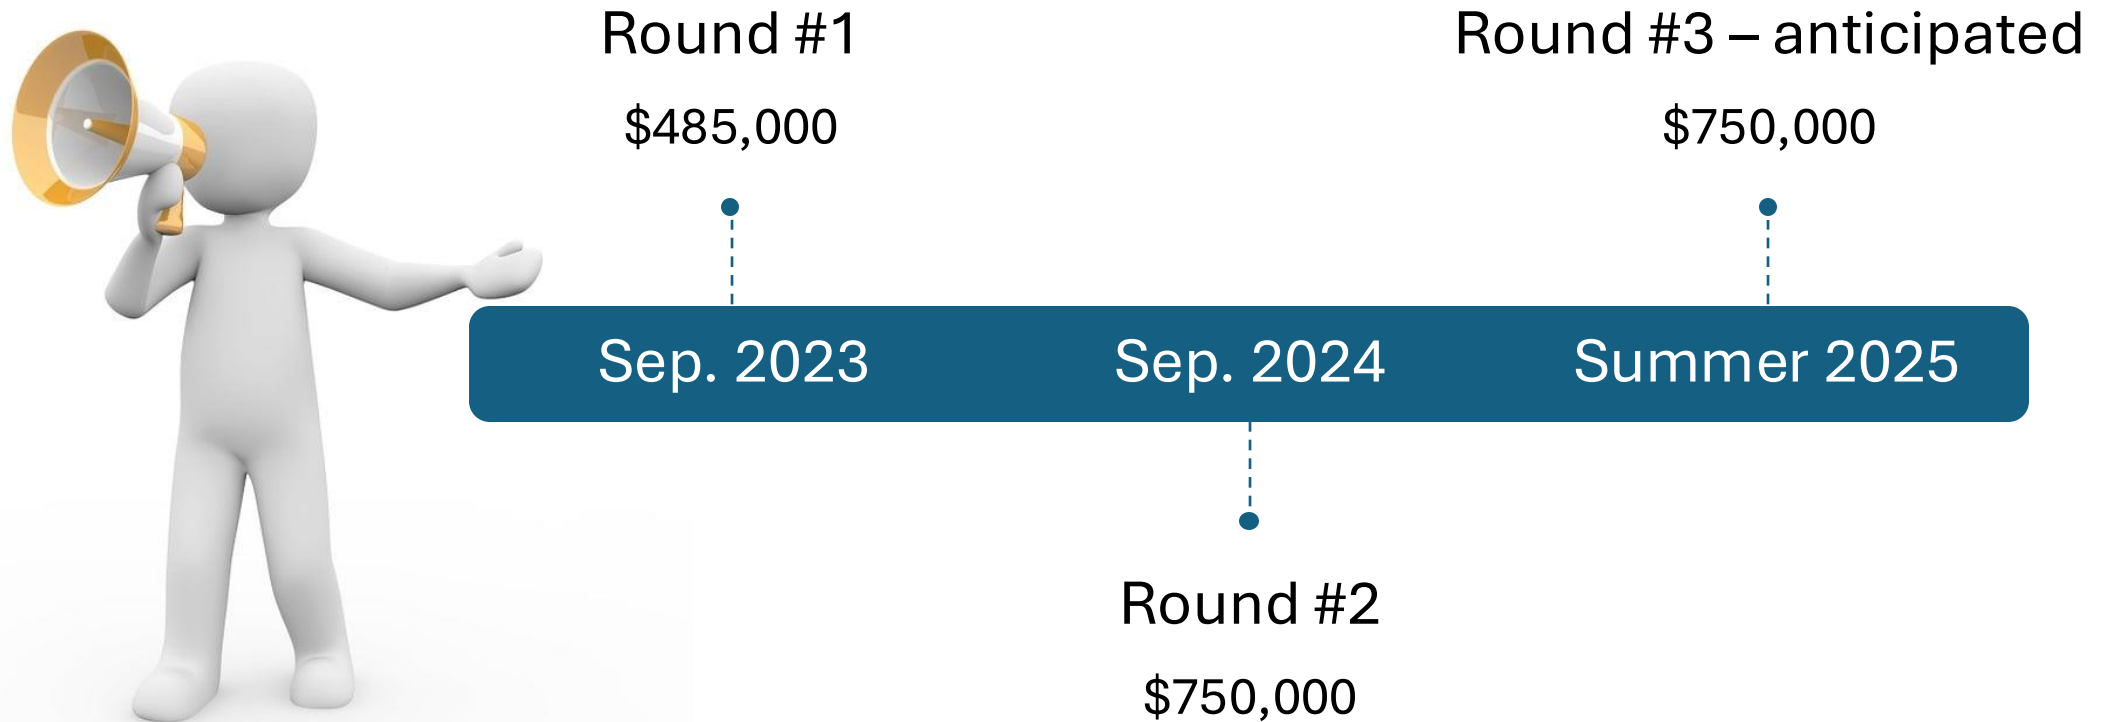 Round #1
$485,000
Round #3 – anticipated
$750,000
Sep. 2023
Sep. 2024
Summer 2025
Round #2
$750,000